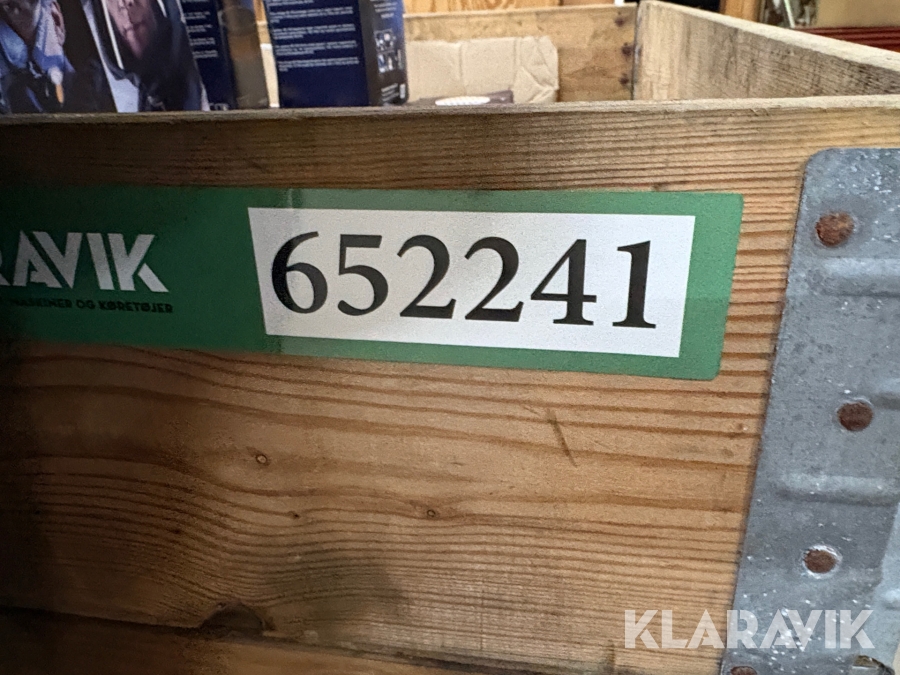 RAVIK
MASKINER OG KØRETØJER
652241
KLARAVIK